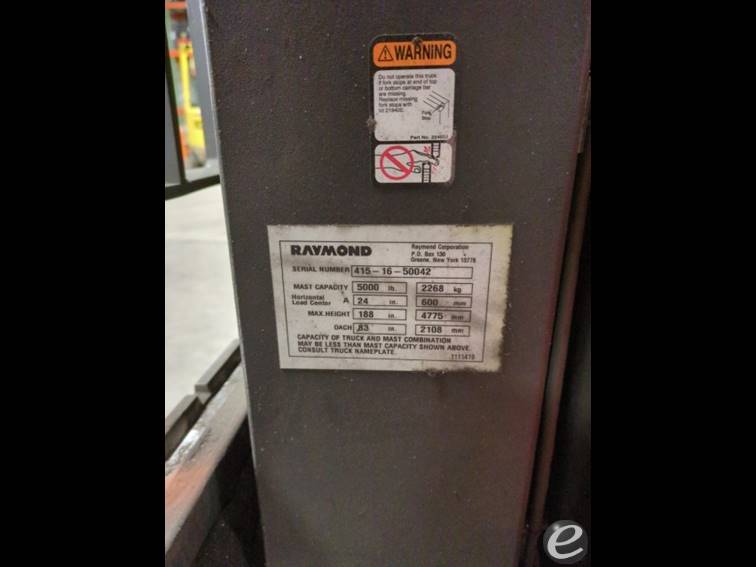 WARNING
Do not operate this truck
if fork stops at end of top
or bottom carriage bar
are missing.
Replace missing
fork stops with
Fork
Stop
Part No.
RAYMOND
Raymond Corporation
P.O. Box 130
Greene, New York 13778
SERIAL NUMBER 415-16-50042
MAST CAPACITY 5000 lb. 2268 kg
Horizontal
Load Center A 24 in. 600 mm
MAX. HEIGHT 188 in. 4775 mm
OACH 83 in. 2108 mm
CAPACITY OF TRUCK AND MAST COMBINATION
MAY BE LESS THAN MAST CAPACITY SHOWN ABOVE.
CONSULT TRUCK NAMEPLATE.
e